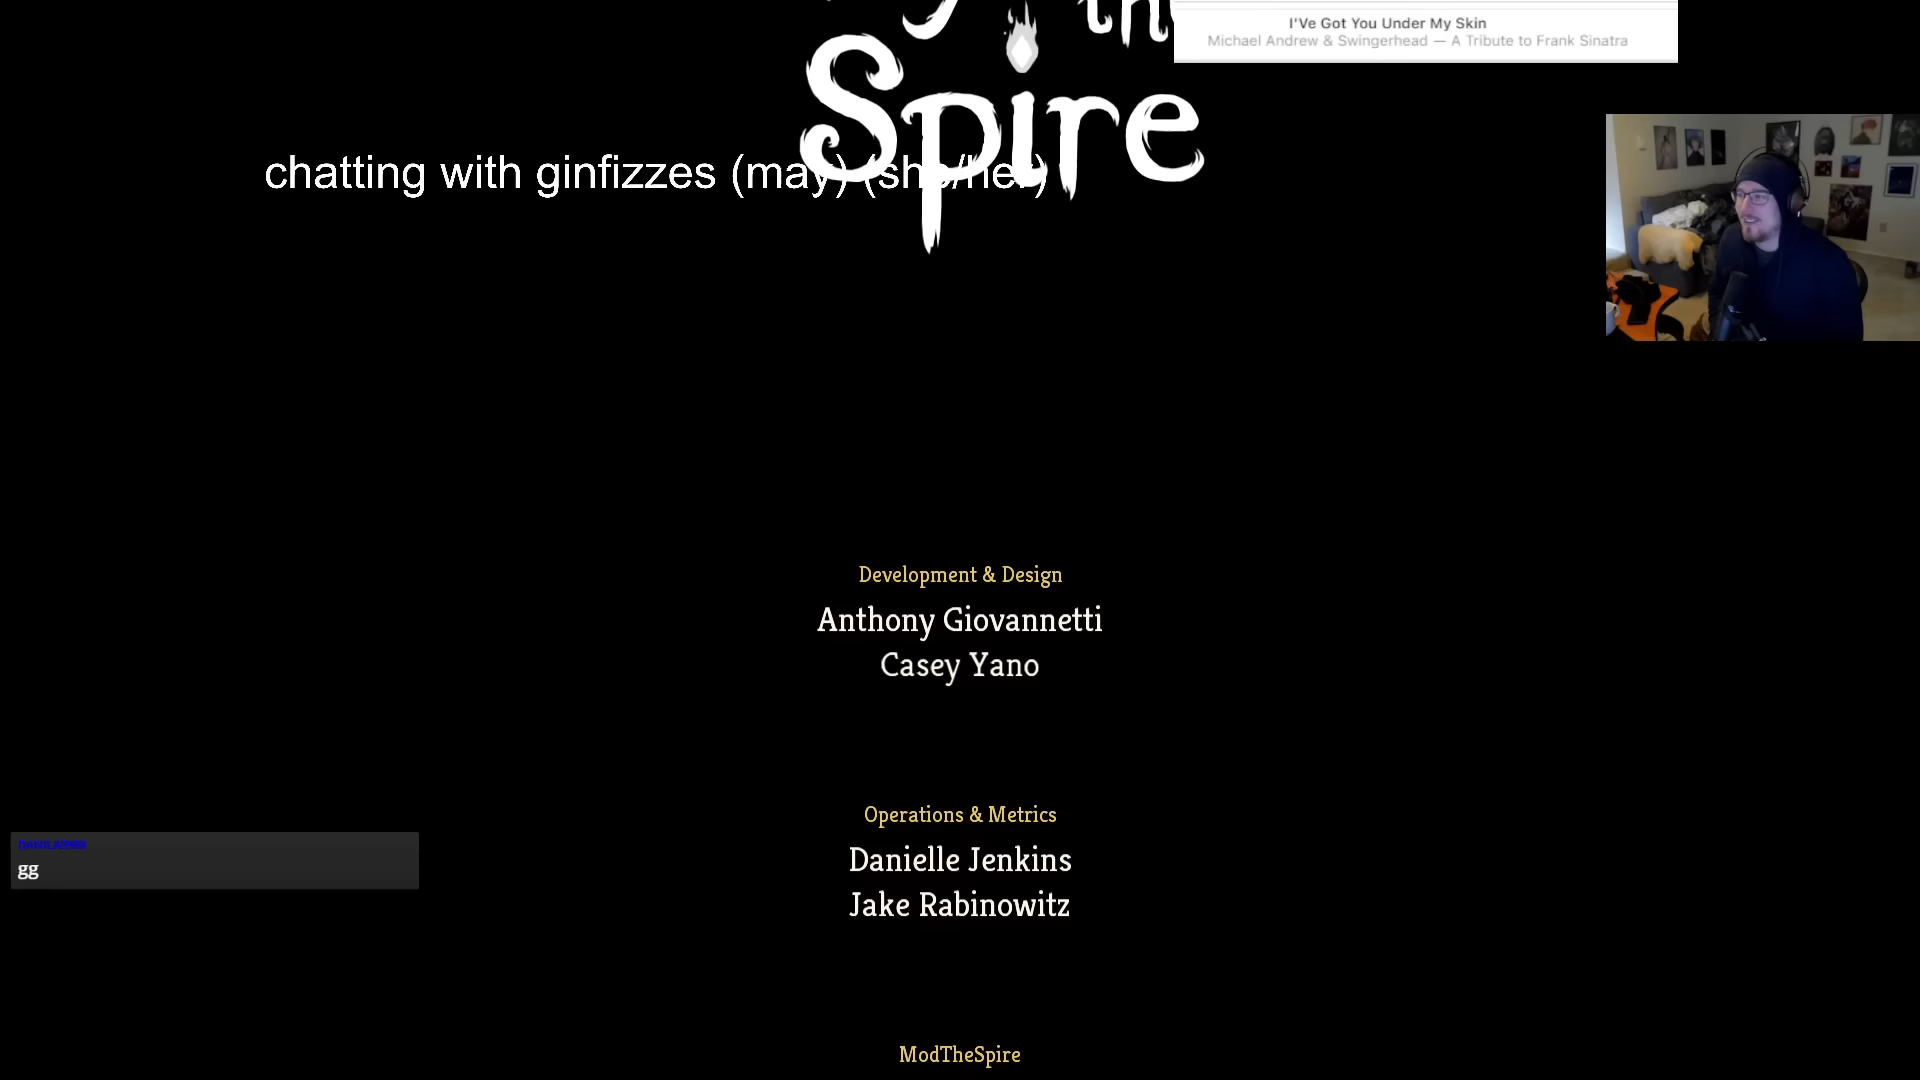 the
Spire
I'Ve Got You Under My Skin
Michael Andrew & Swingerhead — A Tribute to Frank Sinatra
chatting with ginfizzes (may) (she/her)
Development & Design
Anthony Giovannetti
Casey Yano
Operations & Metrics
Danielle Jenkins
Jake Rabinowitz
gg
ModTheSpire